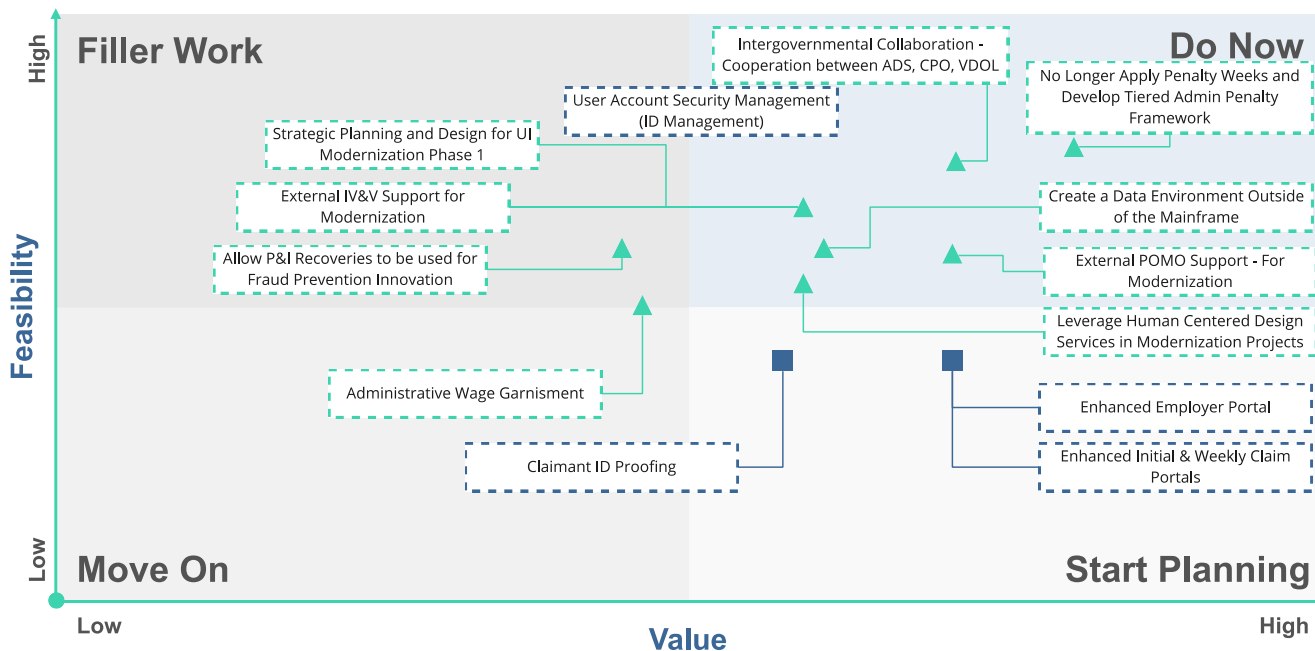 Filler Work
Do Now
High
Intergovernmental Collaboration -
Cooperation between ADS, CPO, VDOL
No Longer Apply Penalty Weeks and
Develop Tiered Admin Penalty
Framework
User Account Security Management
(ID Management)
Strategic Planning and Design for UI
Modernization Phase 1
External IV&V Support for
Modernization
Create a Data Environment Outside
of the Mainframe
Allow P&I Recoveries to be used for
Fraud Prevention Innovation
External POMO Support - For
Modernization
Feasibility
Leverage Human Centered Design
Services in Modernization Projects
Administrative Wage Garnisment
Enhanced Employer Portal
Claimant ID Proofing
Enhanced Initial & Weekly Claim
Portals
Low
Move On
Start Planning
Low
Value
High